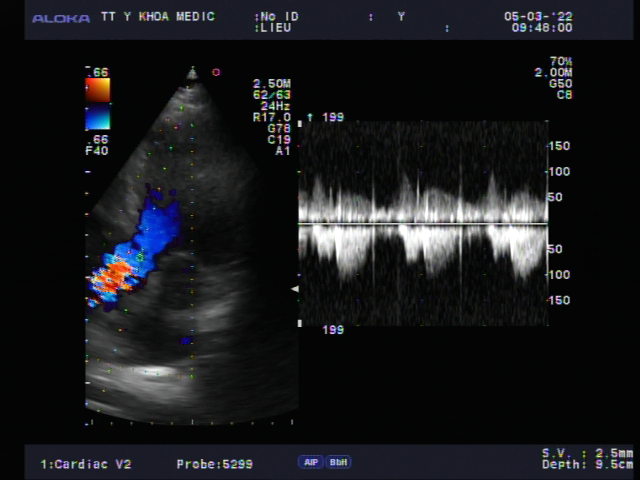 ALOKA TT Y KHOA MEDIC :No ID : Y 05-03-'22
:LIEU : 09:48:00
.66
.66
F40
2.50M
62/63
24Hz
R17.0
G78
C19
A1
70%
2.00M
G50
C8
↑ 199
150
100
50
50
100
150
199
1:Cardiac V2 Probe:5299 AIP BbH
S.V. : 2.5mm
Depth: 9.5cm